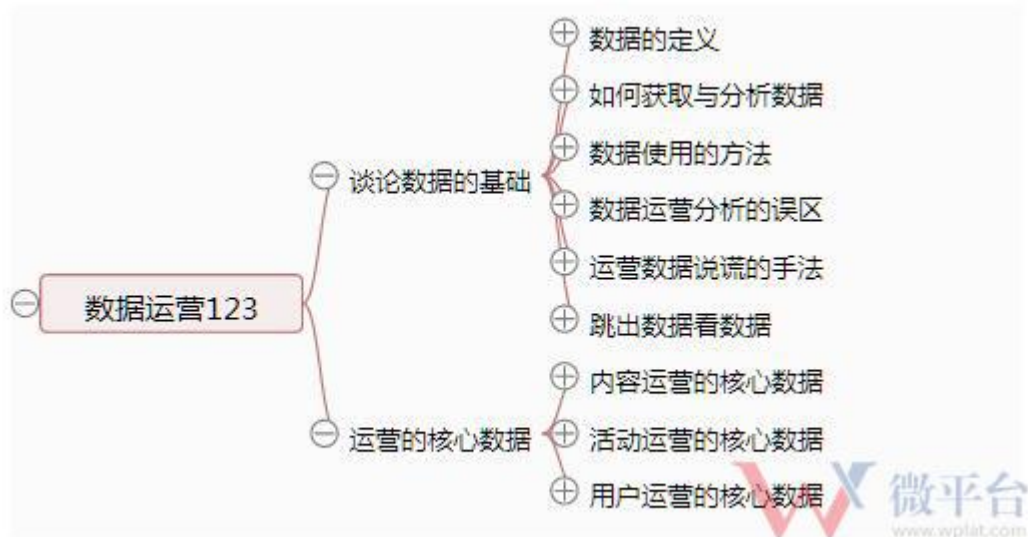 数据运营123
谈论数据的基础
数据的定义
如何获取与分析数据
数据使用的方法
数据运营分析的误区
运营数据说谎的手法
跳出数据看数据
运营的核心数据
内容运营的核心数据
活动运营的核心数据
用户运营的核心数据
微平台
www.wplat.com